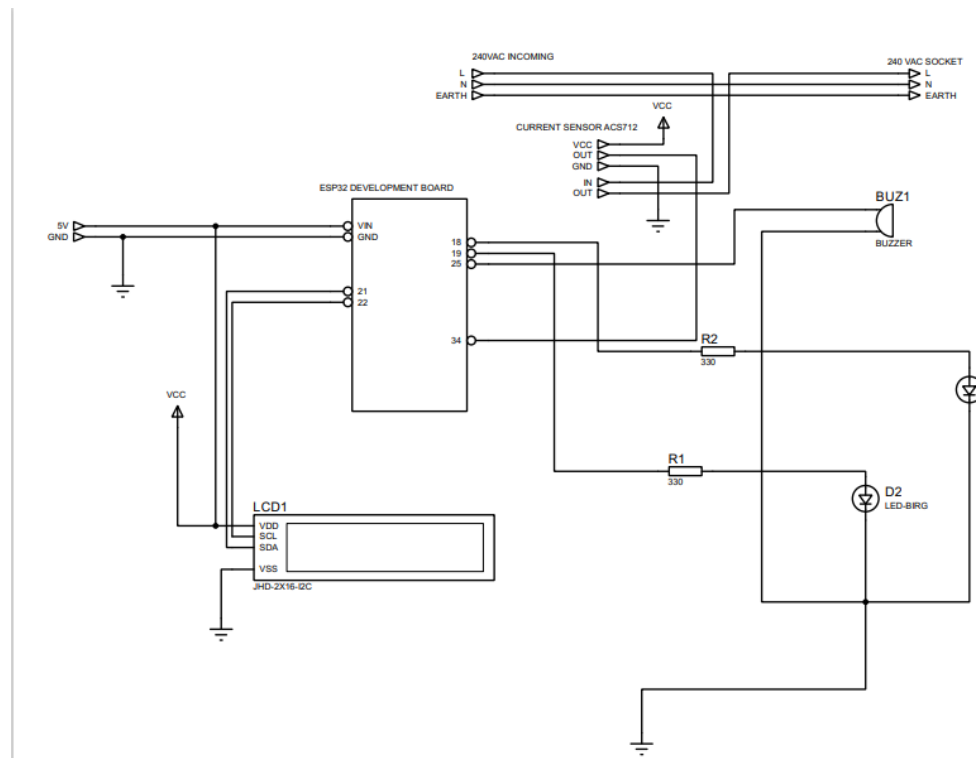 240VAC INCOMING
L
N
EARTH
240 VAC SOCKET
L
N
EARTH
VCC
CURRENT SENSOR ACS712
VCC
OUT
GND
IN
OUT
ESP32 DEVELOPMENT BOARD
5V
GND
VIN
GND
18
19
25
21
22
34
BUZ1
BUZZER
R2
330
VCC
R1
330
D2
LED-BIRG
LCD1
VDD
SCL
SDA
VSS
JHD-2X16-I2C